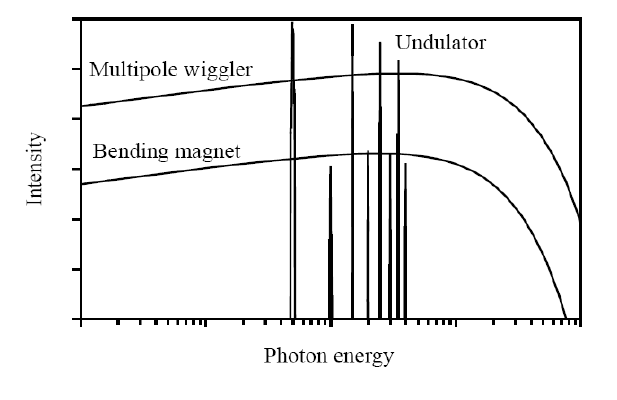 Undulator
Multipole wiggler
Bending magnet
Intensity
Photon energy